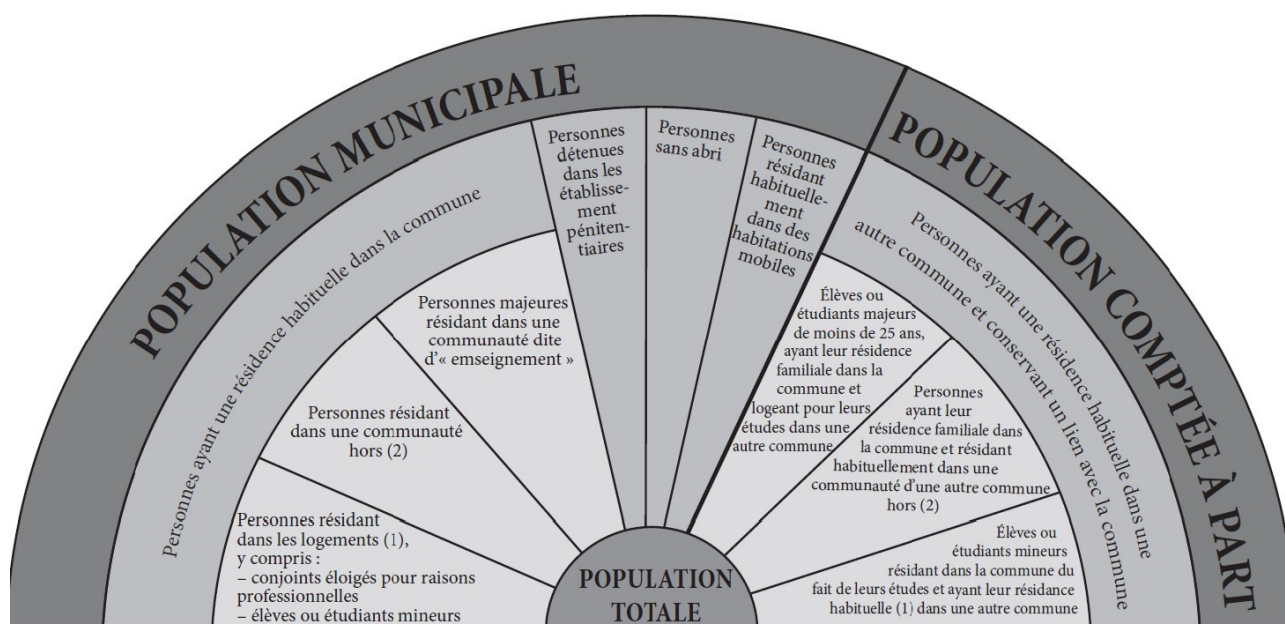 POPULATION MUNICIPALE
POPULATION COMPTÉE À PART
Personnes ayant une résidence habituelle dans la commune
Personnes
détenues
dans les
établisse-
ment
péniten-
tiaires
Personnes
sans abri
Personnes
résidant
habituelle-
ment
dans des
habitations
mobiles
Personnes ayant une résidence habituelle dans une
autre commune et conservant un lien avec la commune
Personnes majeures
résidant dans une
communauté dite
d'« emseignement »
Personnes résidant
dans une communauté
hors (2)
Personnes résidant
dans les logements (1),
y compris :
– conjoints éloigés pour raisons
professionnelles
– élèves ou étudiants mineurs
Élèves ou
étudiants majeurs
de moins de 25 ans,
ayant leur résidence
familiale dans la
commune et
logeant pour leurs
études dans une
autre commune
Personnes
ayant leur
résidence familiale dans
la commune et résidant
habituellement dans une
communauté d'une autre commune
hors (2)
Élèves ou
étudiants mineurs
résidant dans la commune du
fait de leurs études et ayant leur résidance
habituelle (1) dans une autre commune
POPULATION
TOTALE